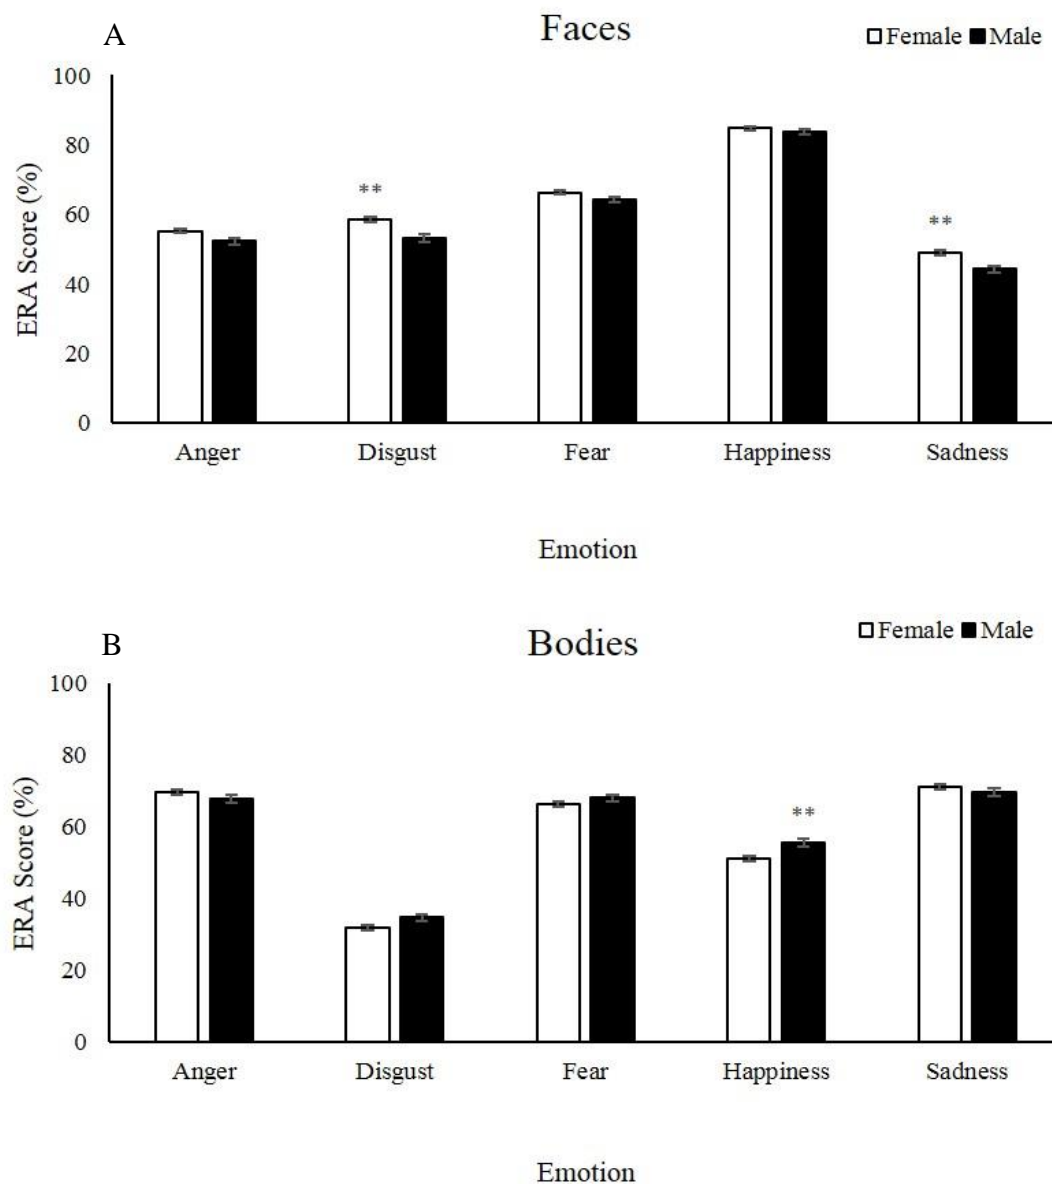 A
Faces
Female Male
100
80
60
40
20
0
ERA Score (%)
**
**
Anger Disgust Fear Happiness Sadness
Emotion
B
Bodies
Female Male
100
80
60
40
20
0
ERA Score (%)
**
Anger Disgust Fear Happiness Sadness
Emotion